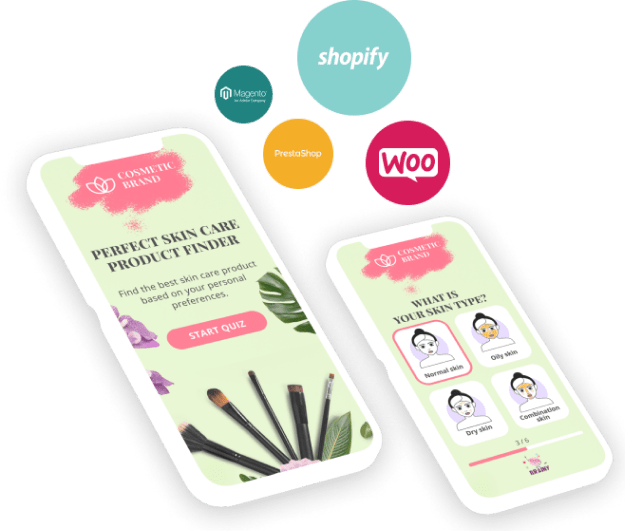 shopify
Magento
An Adobe Company
PrestaShop
Woo
COSMETIC
BRAND
PERFECT SKIN CARE
PRODUCT FINDER
Find the best skin care product
based on your personal
preferences.
START QUIZ
COSMETIC
BRAND
WHAT IS
YOUR SKIN TYPE?
Normal skin
Oily skin
Dry skin
Combination
skin
3 / 6
BRAINY